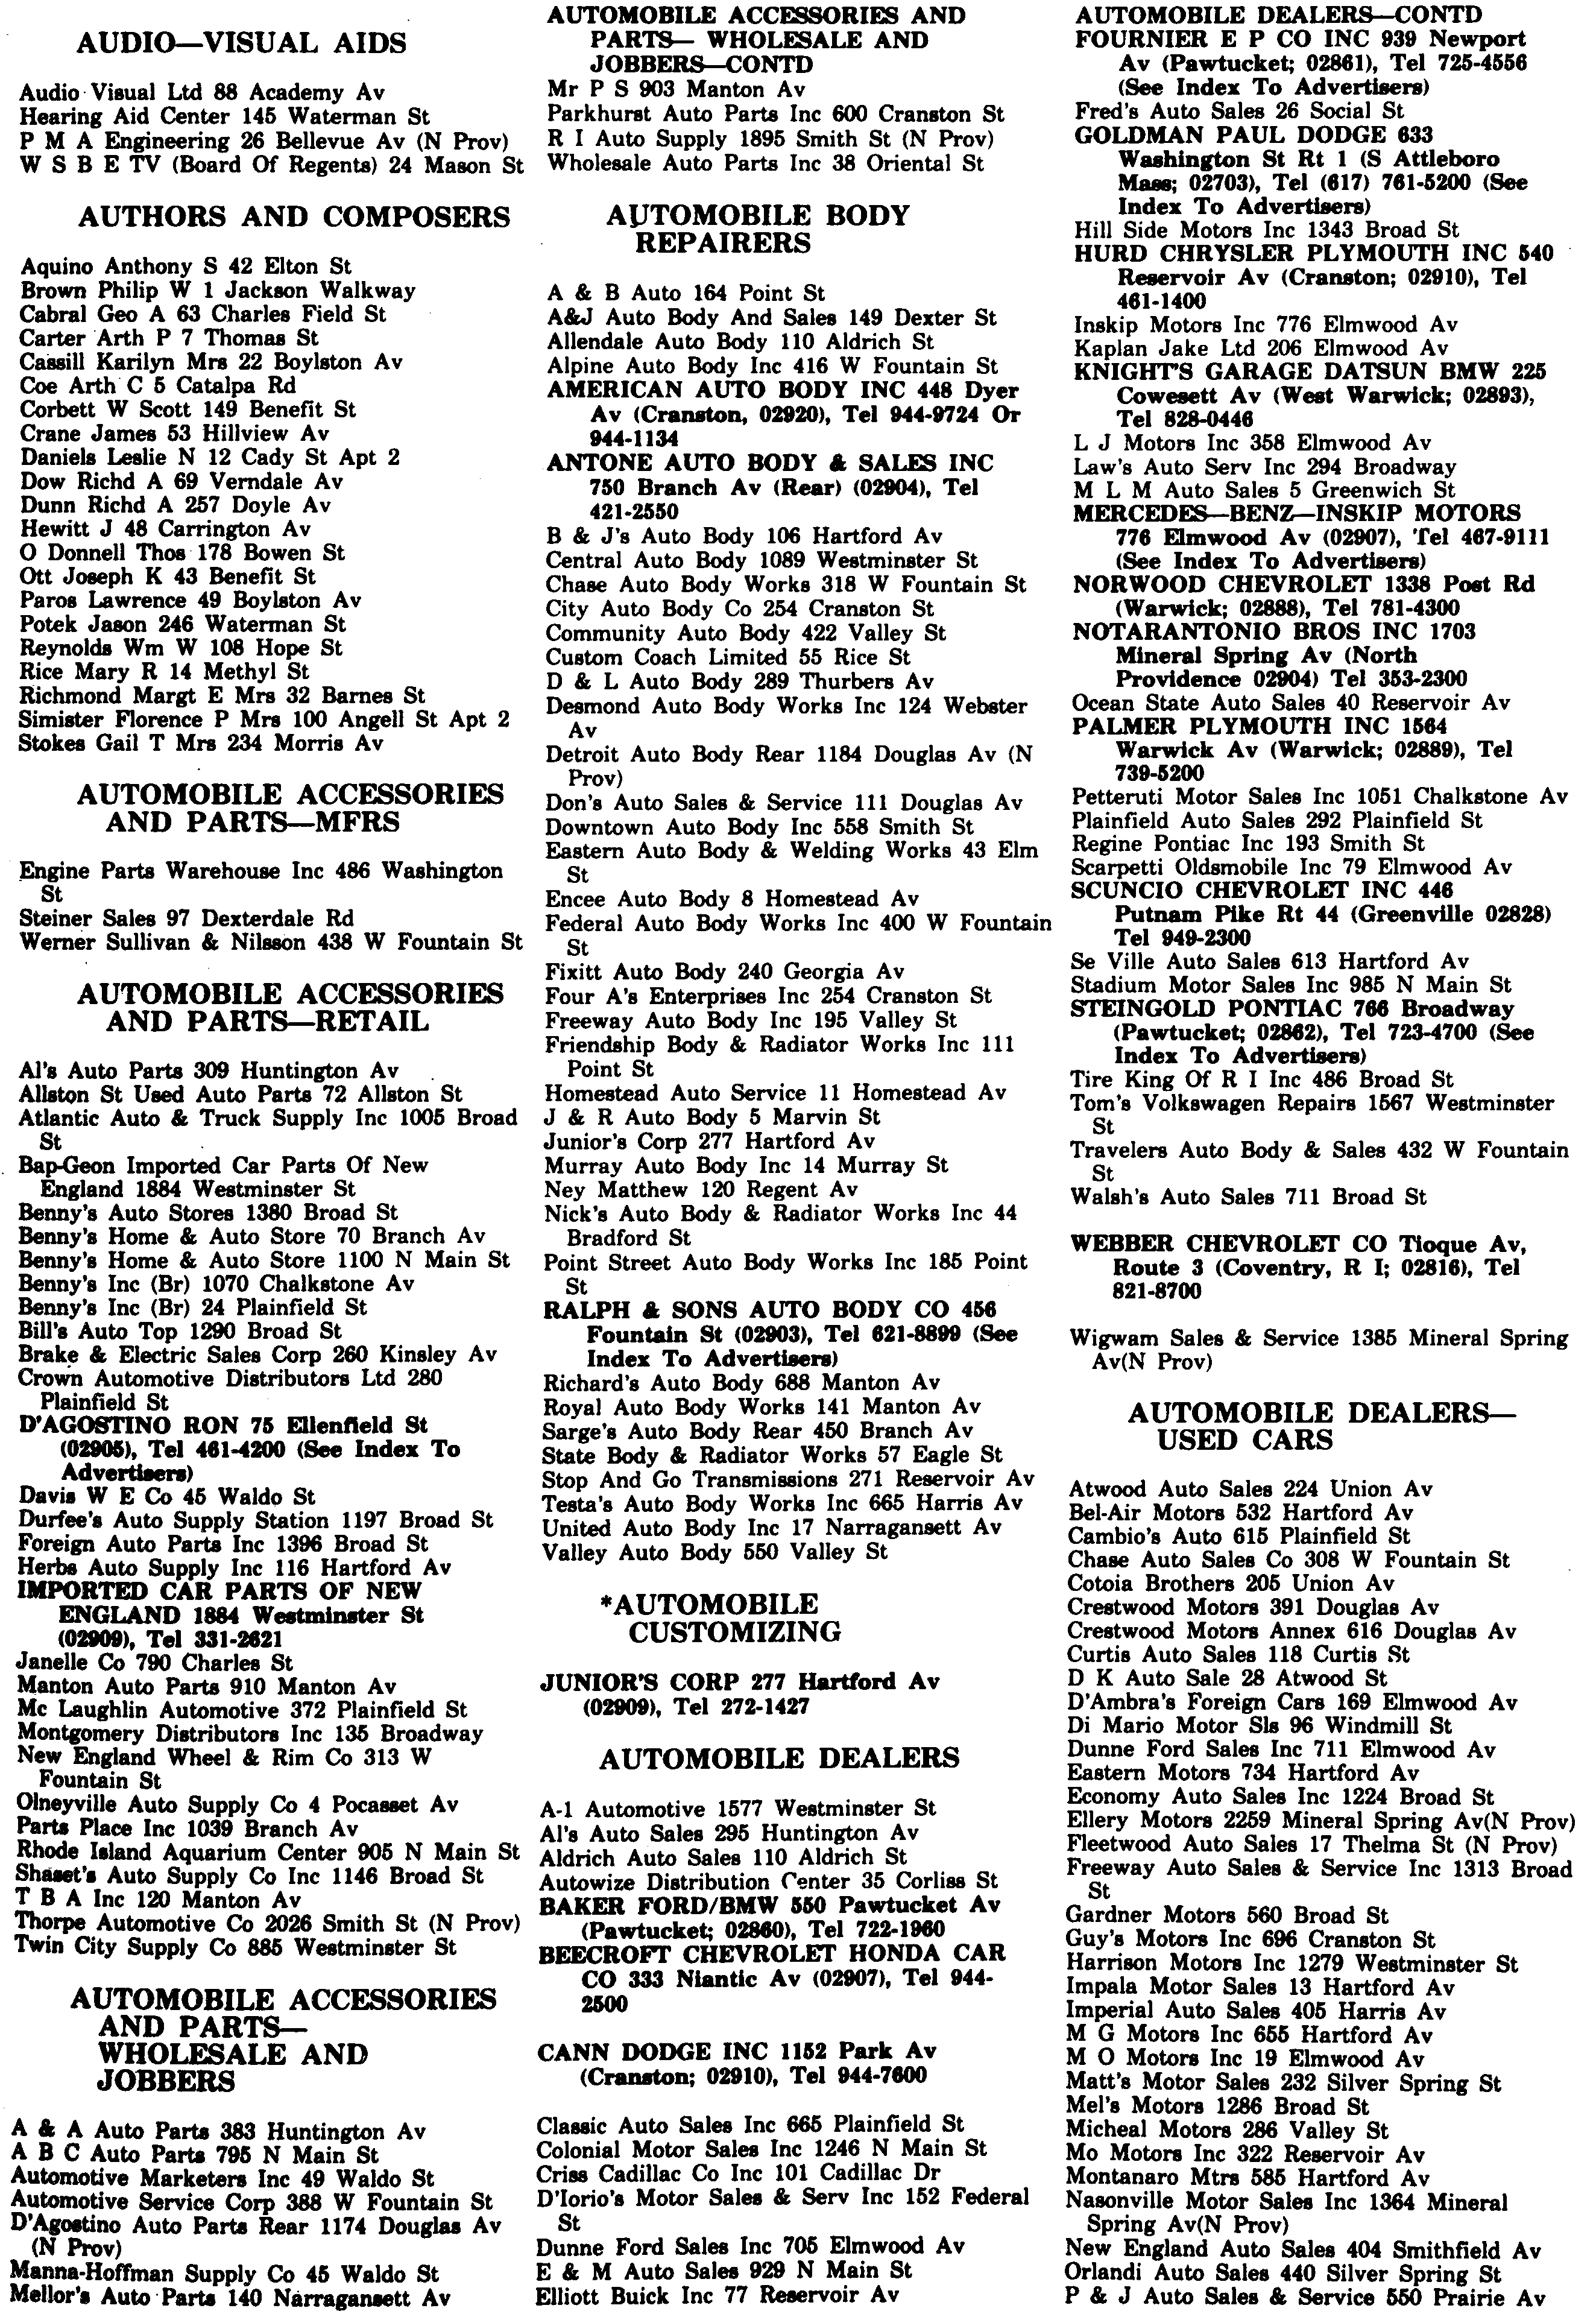 AUDIO—VISUAL AIDS
Audio Visual Ltd 88 Academy Av
Hearing Aid Center 145 Waterman St
P M A Engineering 26 Bellevue Av (N Prov)
W S B E TV (Board Of Regents) 24 Mason St
AUTHORS AND COMPOSERS
Aquino Anthony S 42 Elton St
Brown Philip W 1 Jackson Walkway
Cabral Geo A 63 Charles Field St
Carter Arth P 7 Thomas St
Cassill Karilyn Mrs 22 Boylston Av
Coe Arth C 5 Catalpa Rd
Corbett W Scott 149 Benefit St
Crane James 53 Hillview Av
Daniels Leslie N 12 Cady St Apt 2
Dow Richd A 69 Verndale Av
Dunn Richd A 257 Doyle Av
Hewitt J 48 Carrington Av
O Donnell Thos 178 Bowen St
Ott Joseph K 43 Benefit St
Paros Lawrence 49 Boylston Av
Potek Jason 246 Waterman St
Reynolds Wm W 108 Hope St
Rice Mary R 14 Methyl St
Richmond Margt E Mrs 32 Barnes St
Simister Florence P Mrs 100 Angell St Apt 2
Stokes Gail T Mrs 234 Morris Av
AUTOMOBILE ACCESSORIES
AND PARTS—MFRS
Engine Parts Warehouse Inc 486 Washington
St
Steiner Sales 97 Dexterdale Rd
Werner Sullivan & Nilsson 438 W Fountain St
AUTOMOBILE ACCESSORIES
AND PARTS—RETAIL
Al's Auto Parts 309 Huntington Av
Allston St Used Auto Parts 72 Allston St
Atlantic Auto & Truck Supply Inc 1005 Broad
St
Bap-Geon Imported Car Parts Of New
England 1884 Westminster St
Benny's Auto Stores 1380 Broad St
Benny's Home & Auto Store 70 Branch Av
Benny's Home & Auto Store 1100 N Main St
Benny's Inc (Br) 1070 Chalkstone Av
Benny's Inc (Br) 24 Plainfield St
Bill's Auto Top 1290 Broad St
Brake & Electric Sales Corp 260 Kinsley Av
Crown Automotive Distributors Ltd 280
Plainfield St
D'AGOSTINO RON 75 Ellenfield St
(02905), Tel 461-4200 (See Index To
Advertisers)
Davis W E Co 45 Waldo St
Durfee's Auto Supply Station 1197 Broad St
Foreign Auto Parts Inc 1396 Broad St
Herbs Auto Supply Inc 116 Hartford Av
IMPORTED CAR PARTS OF NEW
ENGLAND 1884 Westminster St
(02909), Tel 331-2621
Janelle Co 790 Charles St
Manton Auto Parts 910 Manton Av
Mc Laughlin Automotive 372 Plainfield St
Montgomery Distributors Inc 135 Broadway
New England Wheel & Rim Co 313 W
Fountain St
Olneyville Auto Supply Co 4 Pocasset Av
Parts Place Inc 1039 Branch Av
Rhode Island Aquarium Center 905 N Main St
Shaset's Auto Supply Co Inc 1146 Broad St
T B A Inc 120 Manton Av
Thorpe Automotive Co 2026 Smith St (N Prov)
Twin City Supply Co 885 Westminster St
AUTOMOBILE ACCESSORIES
AND PARTS—
WHOLESALE AND
JOBBERS
A & A Auto Parts 383 Huntington Av
A B C Auto Parts 795 N Main St
Automotive Marketers Inc 49 Waldo St
Automotive Service Corp 388 W Fountain St
D'Agostino Auto Parts Rear 1174 Douglas Av
(N Prov)
Manna-Hoffman Supply Co 45 Waldo St
Mellor's Auto Parts 140 Narragansett Av
AUTOMOBILE ACCESSORIES AND
PARTS— WHOLESALE AND
JOBBERS—CONTD
Mr P S 903 Manton Av
Parkhurst Auto Parts Inc 600 Cranston St
R I Auto Supply 1895 Smith St (N Prov)
Wholesale Auto Parts Inc 38 Oriental St
AUTOMOBILE BODY
REPAIRERS
A & B Auto 164 Point St
A&J Auto Body And Sales 149 Dexter St
Allendale Auto Body 110 Aldrich St
Alpine Auto Body Inc 416 W Fountain St
AMERICAN AUTO BODY INC 448 Dyer
Av (Cranston, 02920), Tel 944-9724 Or
944-1134
ANTONE AUTO BODY & SALES INC
750 Branch Av (Rear) (02904), Tel
421-2550
B & J's Auto Body 106 Hartford Av
Central Auto Body 1089 Westminster St
Chase Auto Body Works 318 W Fountain St
City Auto Body Co 254 Cranston St
Community Auto Body 422 Valley St
Custom Coach Limited 55 Rice St
D & L Auto Body 289 Thurbers Av
Desmond Auto Body Works Inc 124 Webster
Av
Detroit Auto Body Rear 1184 Douglas Av (N
Prov)
Don's Auto Sales & Service 111 Douglas Av
Downtown Auto Body Inc 558 Smith St
Eastern Auto Body & Welding Works 43 Elm
St
Encee Auto Body 8 Homestead Av
Federal Auto Body Works Inc 400 W Fountain
St
Fixitt Auto Body 240 Georgia Av
Four A's Enterprises Inc 254 Cranston St
Freeway Auto Body Inc 195 Valley St
Friendship Body & Radiator Works Inc 111
Point St
Homestead Auto Service 11 Homestead Av
J & R Auto Body 5 Marvin St
Junior's Corp 277 Hartford Av
Murray Auto Body Inc 14 Murray St
Ney Matthew 120 Regent Av
Nick's Auto Body & Radiator Works Inc 44
Bradford St
Point Street Auto Body Works Inc 185 Point
St
RALPH & SONS AUTO BODY CO 456
Fountain St (02903), Tel 621-8899 (See
Index To Advertisers)
Richard's Auto Body 688 Manton Av
Royal Auto Body Works 141 Manton Av
Sarge's Auto Body Rear 450 Branch Av
State Body & Radiator Works 57 Eagle St
Stop And Go Transmissions 271 Reservoir Av
Testa's Auto Body Works Inc 665 Harris Av
United Auto Body Inc 17 Narragansett Av
Valley Auto Body 550 Valley St
*AUTOMOBILE
CUSTOMIZING
JUNIOR'S CORP 277 Hartford Av
(02909), Tel 272-1427
AUTOMOBILE DEALERS
A-1 Automotive 1577 Westminster St
Al's Auto Sales 295 Huntington Av
Aldrich Auto Sales 110 Aldrich St
Autowize Distribution Center 35 Corliss St
BAKER FORD/BMW 550 Pawtucket Av
(Pawtucket; 02860), Tel 722-1960
BEECROFT CHEVROLET HONDA CAR
CO 333 Niantic Av (02907), Tel 944-
2500
CANN DODGE INC 1152 Park Av
(Cranston; 02910), Tel 944-7600
Classic Auto Sales Inc 665 Plainfield St
Colonial Motor Sales Inc 1246 N Main St
Criss Cadillac Co Inc 101 Cadillac Dr
D'Iorio's Motor Sales & Serv Inc 152 Federal
St
Dunne Ford Sales Inc 705 Elmwood Av
E & M Auto Sales 929 N Main St
Elliott Buick Inc 77 Reservoir Av
AUTOMOBILE DEALERS—CONTD
FOURNIER E P CO INC 939 Newport
Av (Pawtucket; 02861), Tel 725-4556
(See Index To Advertisers)
Fred's Auto Sales 26 Social St
GOLDMAN PAUL DODGE 633
Washington St Rt 1 (S Attleboro
Mass; 02703), Tel (617) 761-5200 (See
Index To Advertisers)
Hill Side Motors Inc 1343 Broad St
HURD CHRYSLER PLYMOUTH INC 540
Reservoir Av (Cranston; 02910), Tel
461-1400
Inskip Motors Inc 776 Elmwood Av
Kaplan Jake Ltd 206 Elmwood Av
KNIGHT'S GARAGE DATSUN BMW 225
Cowesett Av (West Warwick; 02893),
Tel 828-0446
L J Motors Inc 358 Elmwood Av
Law's Auto Serv Inc 294 Broadway
M L M Auto Sales 5 Greenwich St
MERCEDES—BENZ—INSKIP MOTORS
776 Elmwood Av (02907), Tel 467-9111
(See Index To Advertisers)
NORWOOD CHEVROLET 1338 Post Rd
(Warwick; 02888), Tel 781-4300
NOTARANTONIO BROS INC 1703
Mineral Spring Av (North
Providence 02904) Tel 353-2300
Ocean State Auto Sales 40 Reservoir Av
PALMER PLYMOUTH INC 1564
Warwick Av (Warwick; 02889), Tel
739-5200
Petteruti Motor Sales Inc 1051 Chalkstone Av
Plainfield Auto Sales 292 Plainfield St
Regine Pontiac Inc 193 Smith St
Scarpetti Oldsmobile Inc 79 Elmwood Av
SCUNCIO CHEVROLET INC 446
Putnam Pike Rt 44 (Greenville 02828)
Tel 949-2300
Se Ville Auto Sales 613 Hartford Av
Stadium Motor Sales Inc 985 N Main St
STEINGOLD PONTIAC 766 Broadway
(Pawtucket; 02862), Tel 723-4700 (See
Index To Advertisers)
Tire King Of R I Inc 486 Broad St
Tom's Volkswagen Repairs 1567 Westminster
St
Travelers Auto Body & Sales 432 W Fountain
St
Walsh's Auto Sales 711 Broad St
WEBBER CHEVROLET CO Tioque Av,
Route 3 (Coventry, R I; 02816), Tel
821-8700
Wigwam Sales & Service 1385 Mineral Spring
Av(N Prov)
AUTOMOBILE DEALERS—
USED CARS
Atwood Auto Sales 224 Union Av
Bel-Air Motors 532 Hartford Av
Cambio's Auto 615 Plainfield St
Chase Auto Sales Co 308 W Fountain St
Cotoia Brothers 205 Union Av
Crestwood Motors 391 Douglas Av
Crestwood Motors Annex 616 Douglas Av
Curtis Auto Sales 118 Curtis St
D K Auto Sale 28 Atwood St
D'Ambra's Foreign Cars 169 Elmwood Av
Di Mario Motor Sls 96 Windmill St
Dunne Ford Sales Inc 711 Elmwood Av
Eastern Motors 734 Hartford Av
Economy Auto Sales Inc 1224 Broad St
Ellery Motors 2259 Mineral Spring Av(N Prov)
Fleetwood Auto Sales 17 Thelma St (N Prov)
Freeway Auto Sales & Service Inc 1313 Broad
St
Gardner Motors 560 Broad St
Guy's Motors Inc 696 Cranston St
Harrison Motors Inc 1279 Westminster St
Impala Motor Sales 13 Hartford Av
Imperial Auto Sales 405 Harris Av
M G Motors Inc 655 Hartford Av
M O Motors Inc 19 Elmwood Av
Matt's Motor Sales 232 Silver Spring St
Mel's Motors 1286 Broad St
Micheal Motors 286 Valley St
Mo Motors Inc 322 Reservoir Av
Montanaro Mtrs 585 Hartford Av
Nasonville Motor Sales Inc 1364 Mineral
Spring Av(N Prov)
New England Auto Sales 404 Smithfield Av
Orlandi Auto Sales 440 Silver Spring St
P & J Auto Sales & Service 550 Prairie Av